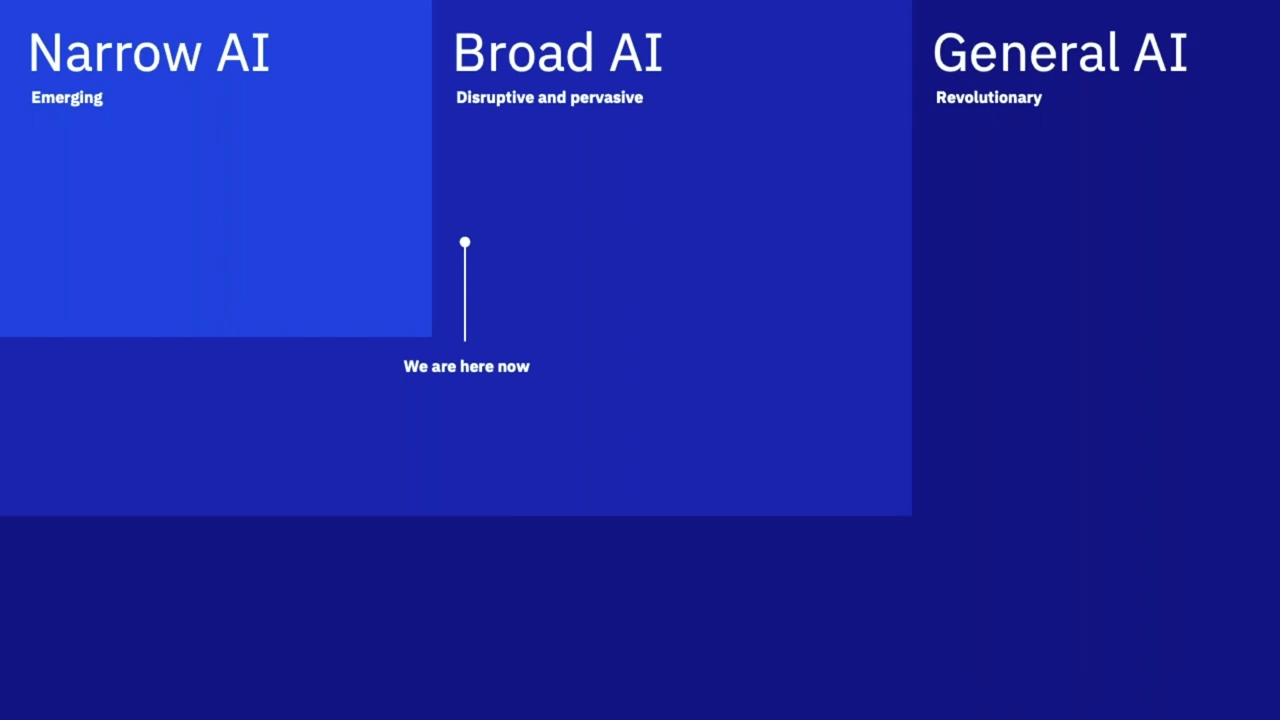 Narrow AI
Emerging
Broad AI
Disruptive and pervasive
General AI
Revolutionary
We are here now